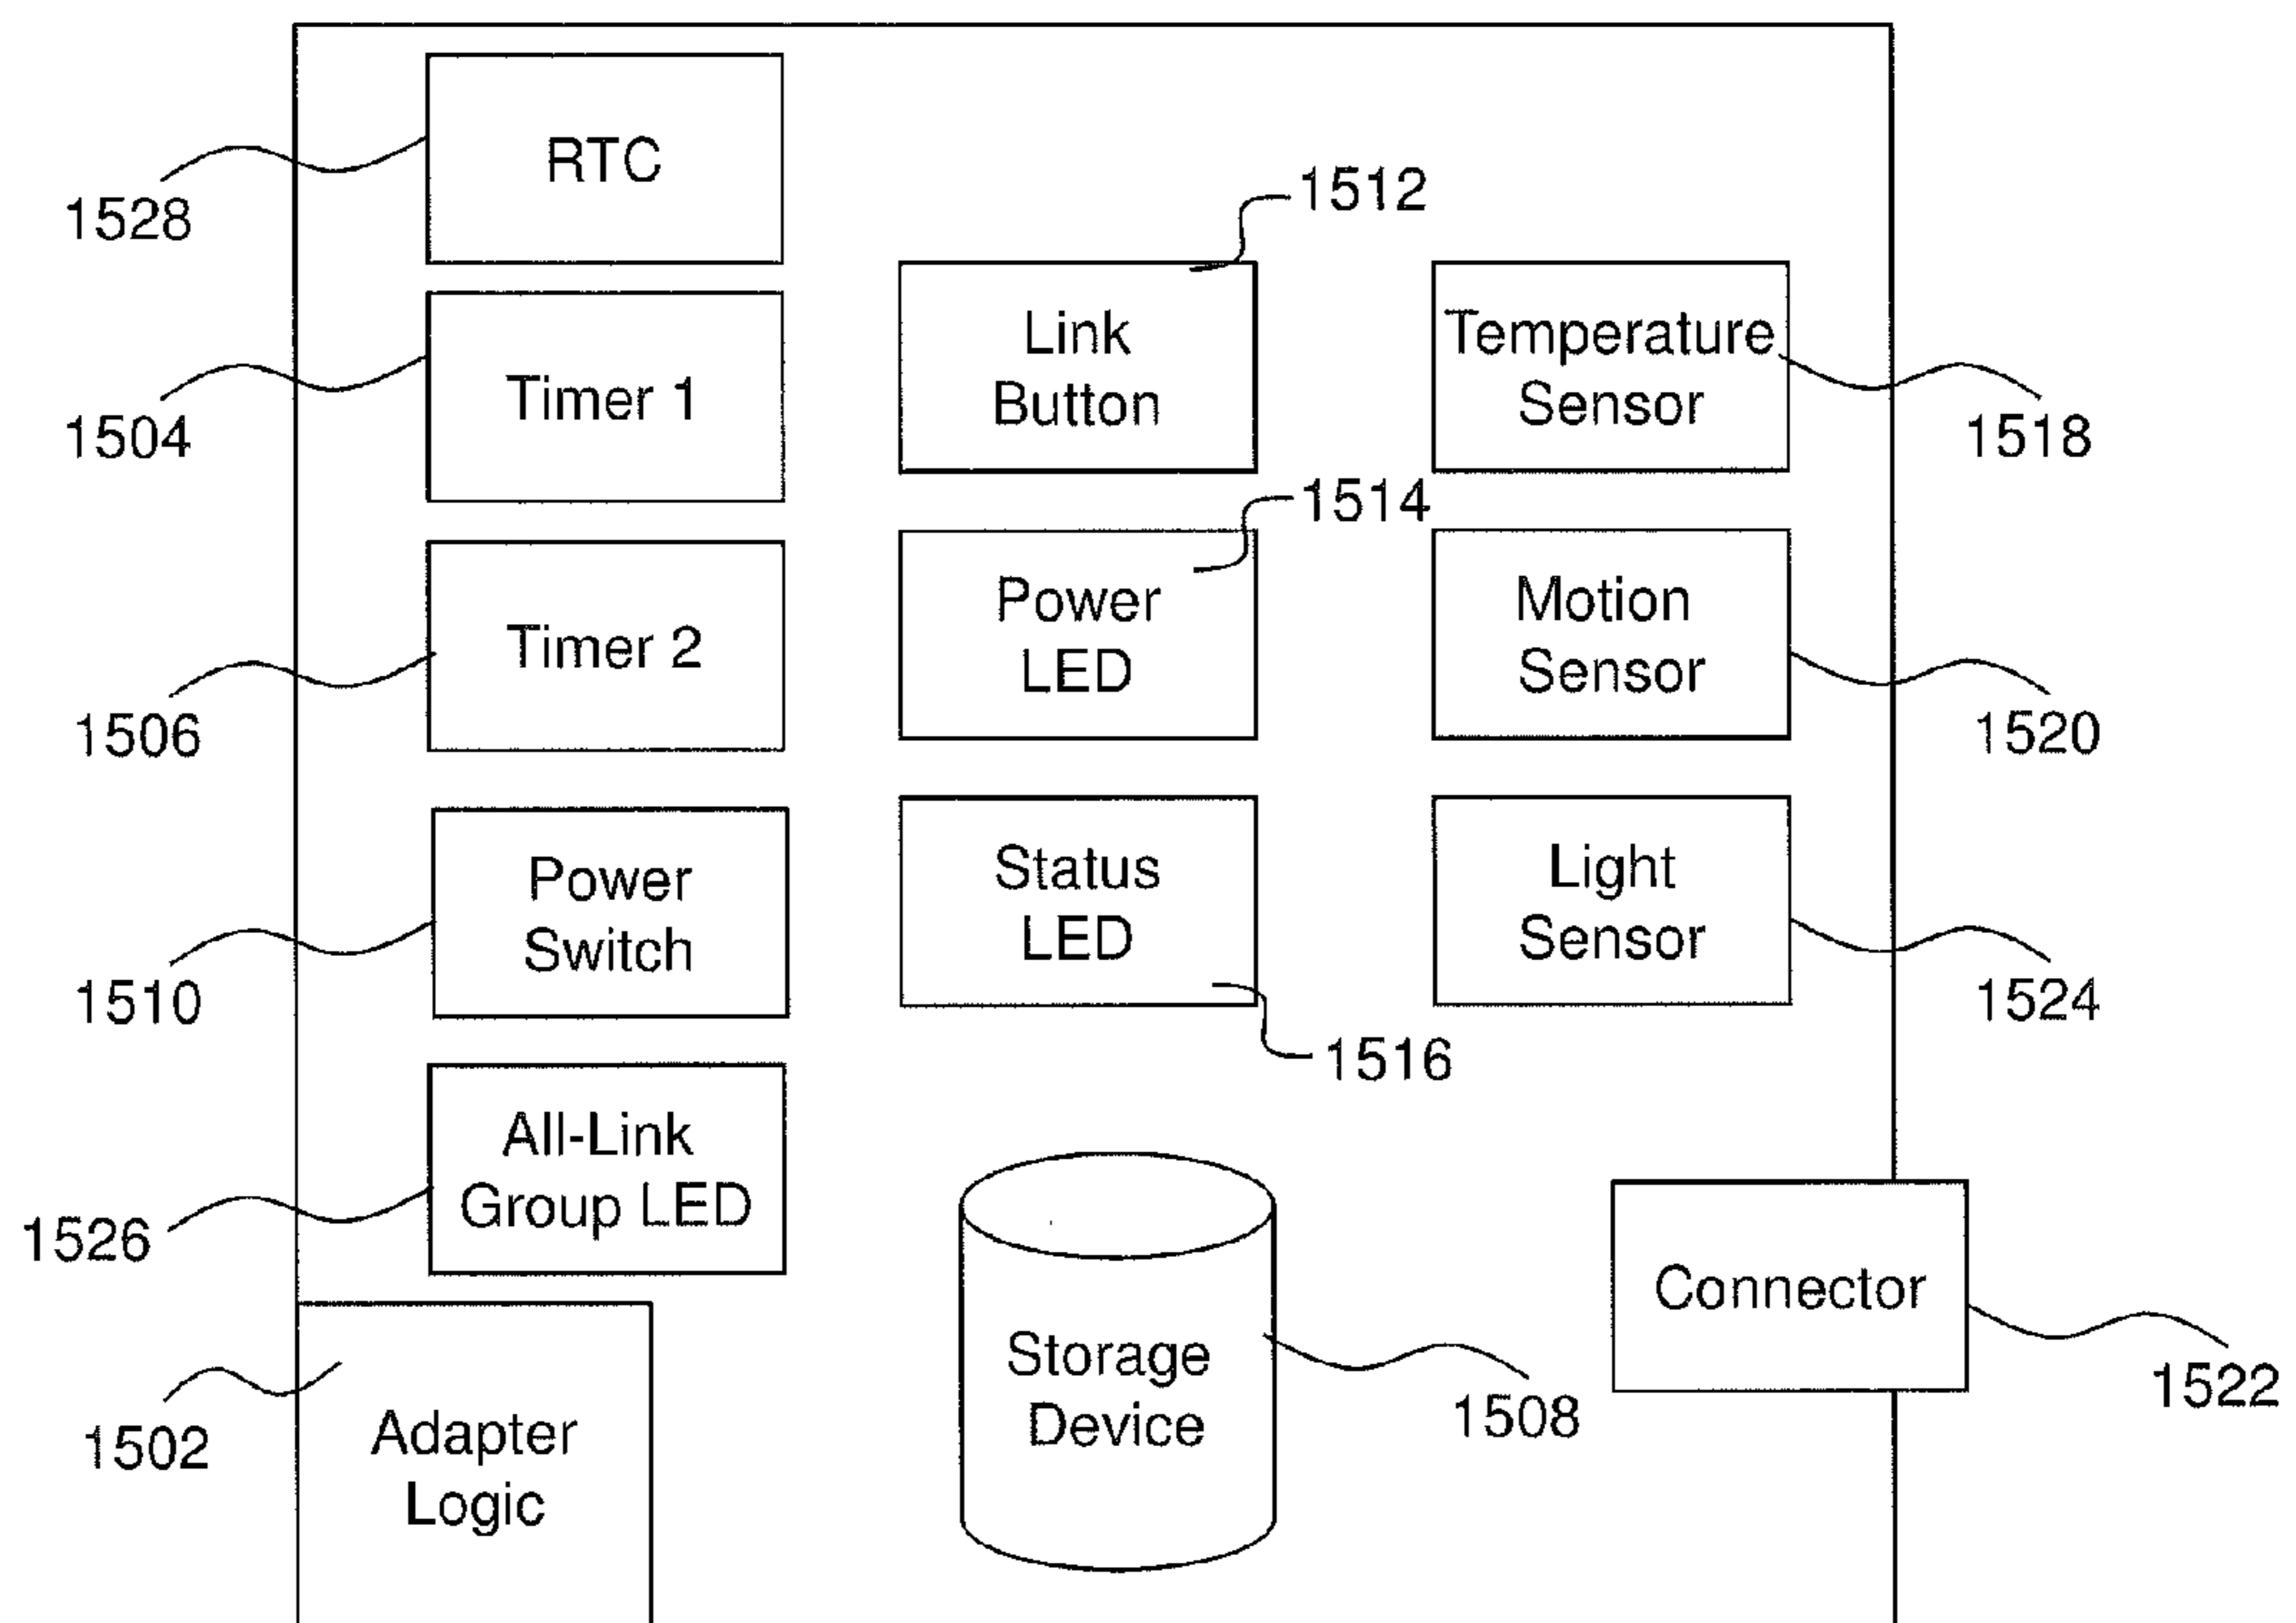 RTC
1528
1512
Link
Button
Temperature
Sensor
Timer 1
1504
1518
1514
Power
LED
Motion
Sensor
Timer 2
1506
1520
Power
Switch
Status
LED
Light
Sensor
1510
1524
1516
All-Link
Group LED
1526
Connector
1522
Storage
Device
1508
1502
Adapter
Logic